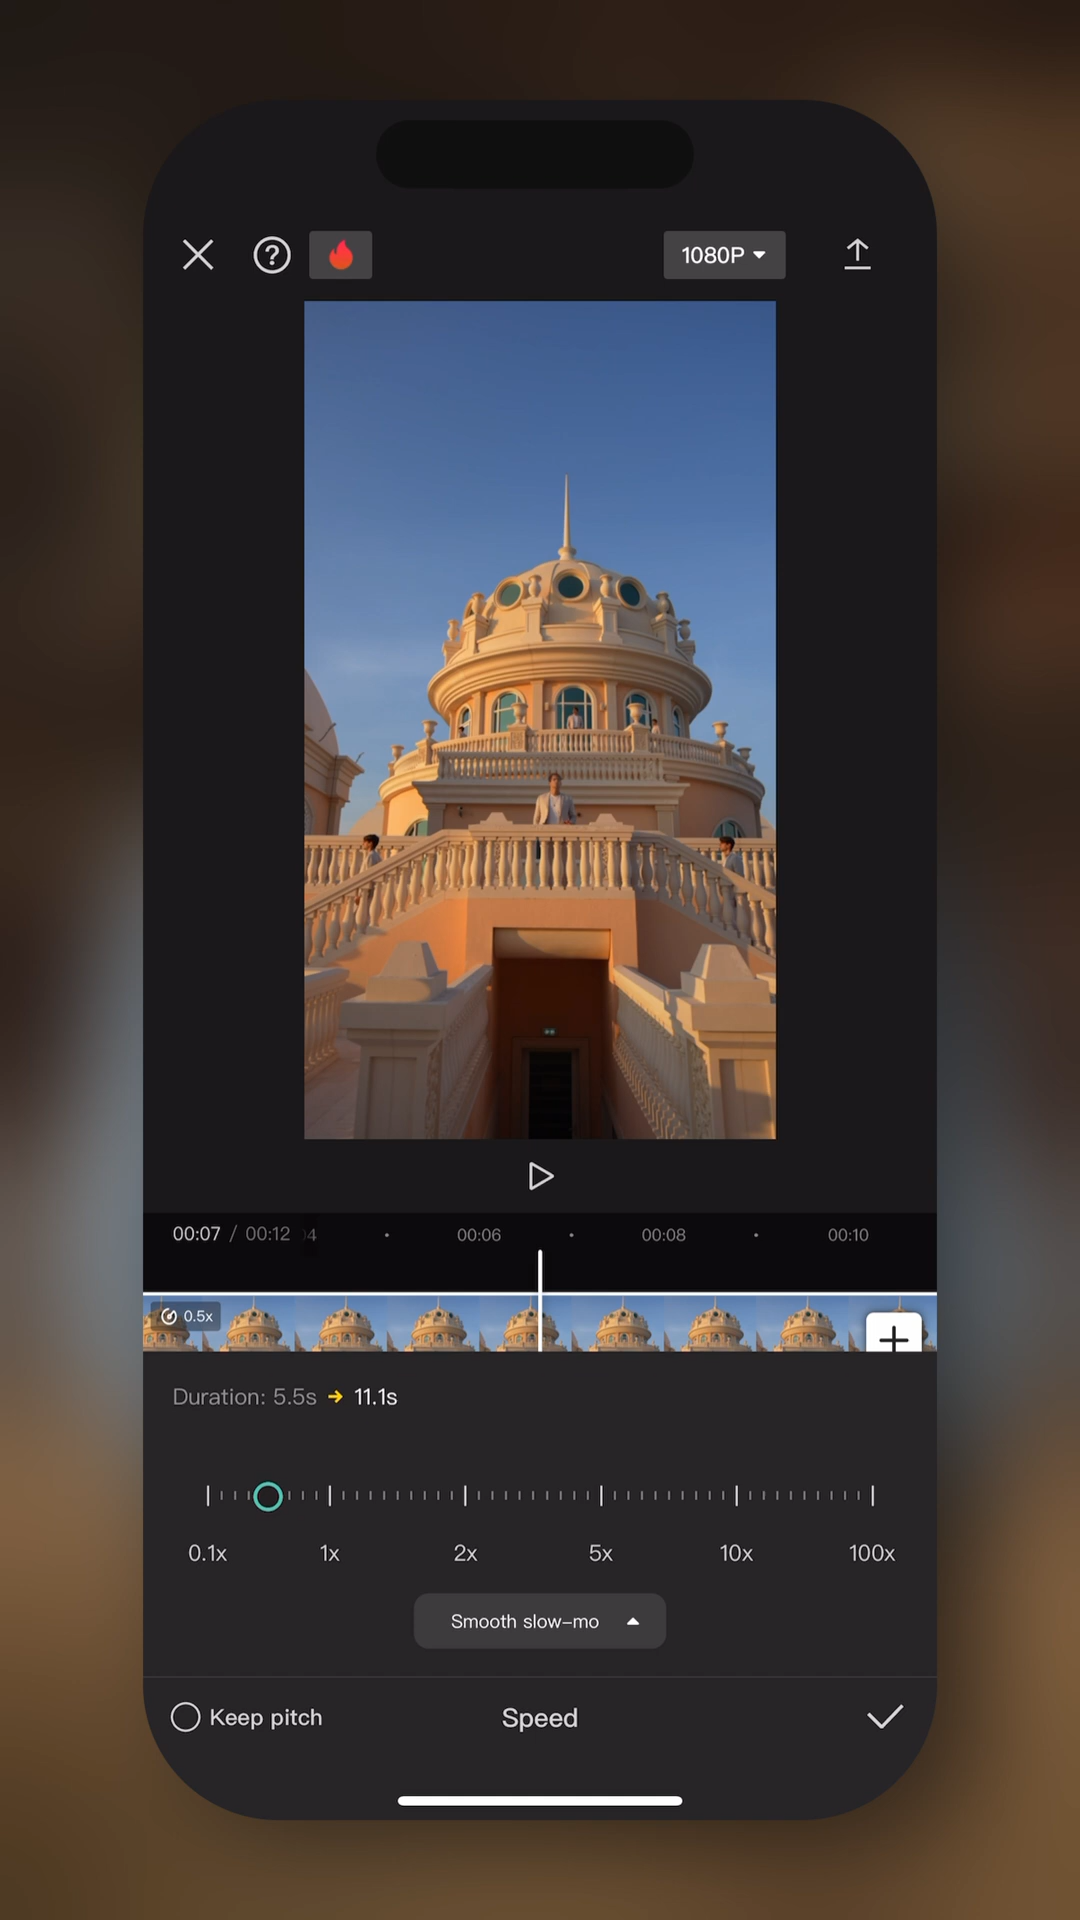 1080P
00:07 / 00:12
00:06
00:08
00:10
0.5x
Duration: 5.5s → 11.1s
0.1x 1x 2x 5x 10x 100x
Smooth slow-mo
Keep pitch
Speed